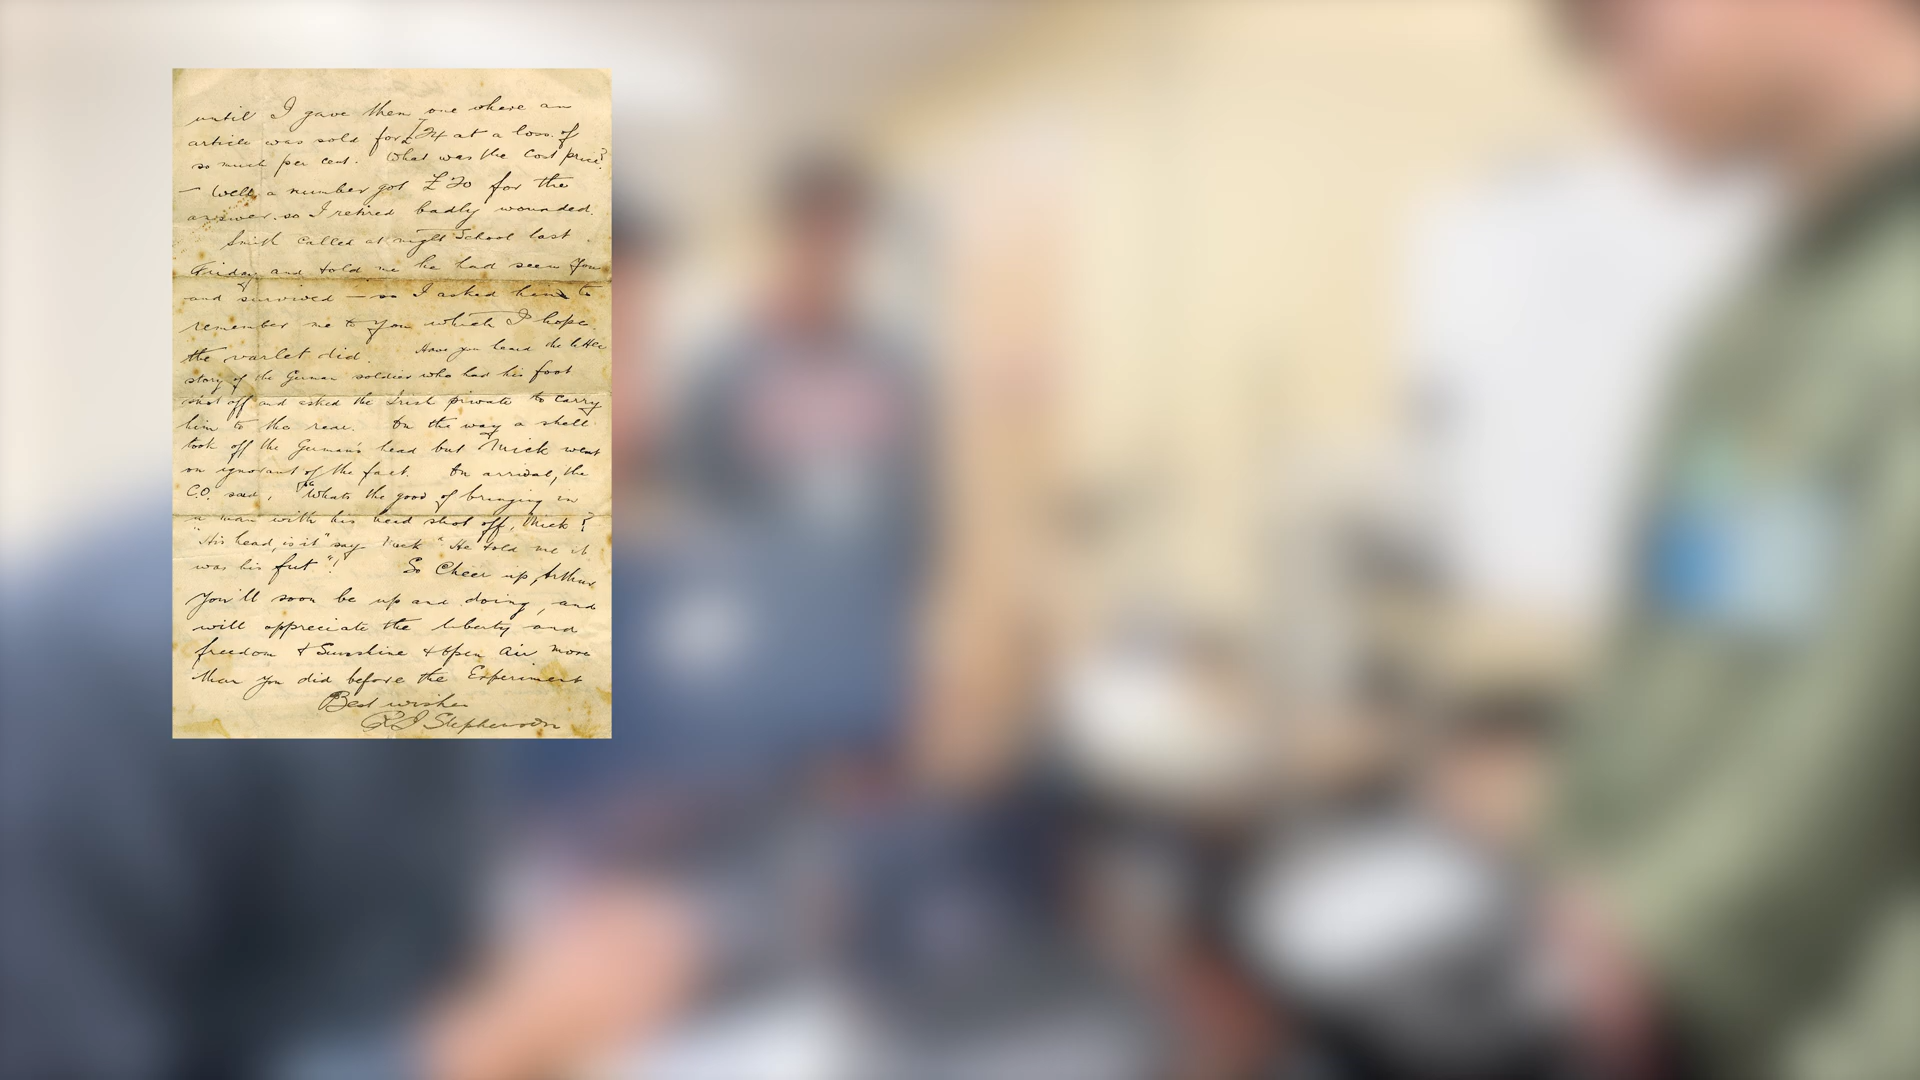 until I gave them one where an
article was sold for £24 at a loss of
so much per cent. What was the Cost price?
— Well a number got £20 for the
answer. so I retired badly wounded.
Smith called at night School last
Friday and told me he had seen you
and survived — so I asked him to
remember me to you which I hope
the varlet did. Have you heard the little
story of the German soldier who had his foot
shot off and asked the Irish private to carry
him to the rear. On the way a shell
took off the German's head but Mick went
on ignorant of the fact. On arrival, the
C.O. said, "Whats the good of bringing in
a man with his head shot off, Mick?
"His head, is it" say Mick "He told me it
was his fut"! So Cheer up, Arthur
You'll soon be up and doing, and
will appreciate the liberty and
freedom & Sunshine & open air more
than you did before the Experiment
Best wishes
R J Stephenson